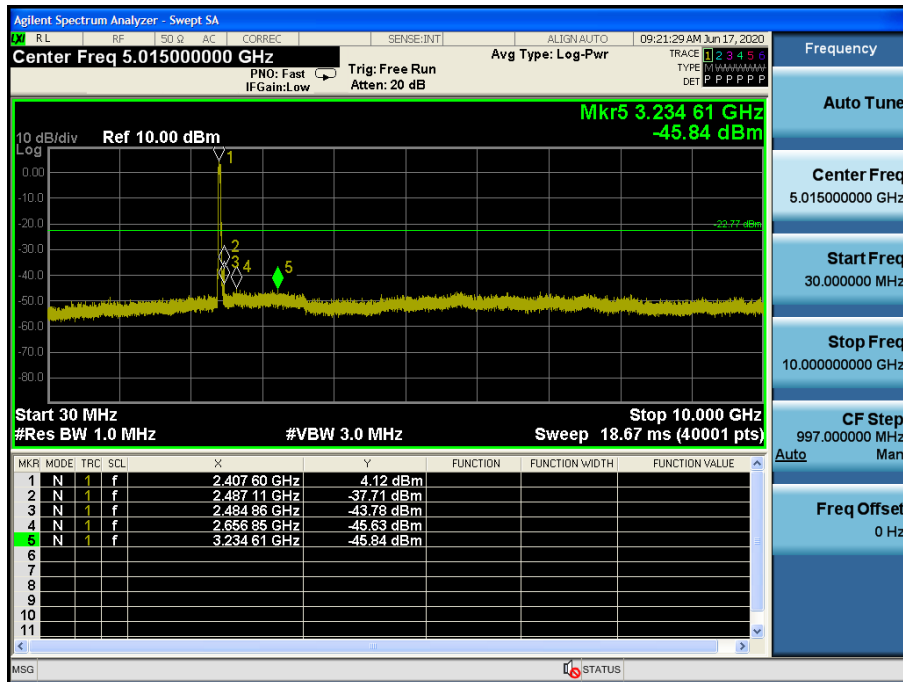 Agilent Spectrum Analyzer - Swept SA
LXI RL RF 50 Ω AC CORREC SENSE:INT ALIGN AUTO 09:21:29 AM Jun 17, 2020
Center Freq 5.015000000 GHz
PNO: Fast
IFGain:Low
Trig: Free Run
Atten: 20 dB
Avg Type: Log-Pwr
TRACE 1 2 3 4 5 6
TYPE M WWWWW
DET P P P P P P
Mkr5 3.234 61 GHz
-45.84 dBm
10 dB/div Ref 10.00 dBm
Log
1
0.00
-10.0
-20.0
-22.77 dBm
-30.0
2
3
4
5
-40.0
-50.0
-60.0
-70.0
-80.0
Start 30 MHz Stop 10.000 GHz
#Res BW 1.0 MHz #VBW 3.0 MHz Sweep 18.67 ms (40001 pts)
MKR MODE TRC SCL X Y FUNCTION FUNCTION WIDTH FUNCTION VALUE
1 N 1 f 2.407 60 GHz 4.12 dBm
2 N 1 f 2.487 11 GHz -37.71 dBm
3 N 1 f 2.484 86 GHz -43.78 dBm
4 N 1 f 2.656 85 GHz -45.63 dBm
5 N 1 f 3.234 61 GHz -45.84 dBm
6
7
8
9
10
11
MSG STATUS
Frequency
Auto Tune
Center Freq
5.015000000 GHz
Start Freq
30.000000 MHz
Stop Freq
10.000000000 GHz
CF Step
997.000000 MHz
Auto Man
Freq Offset
0 Hz